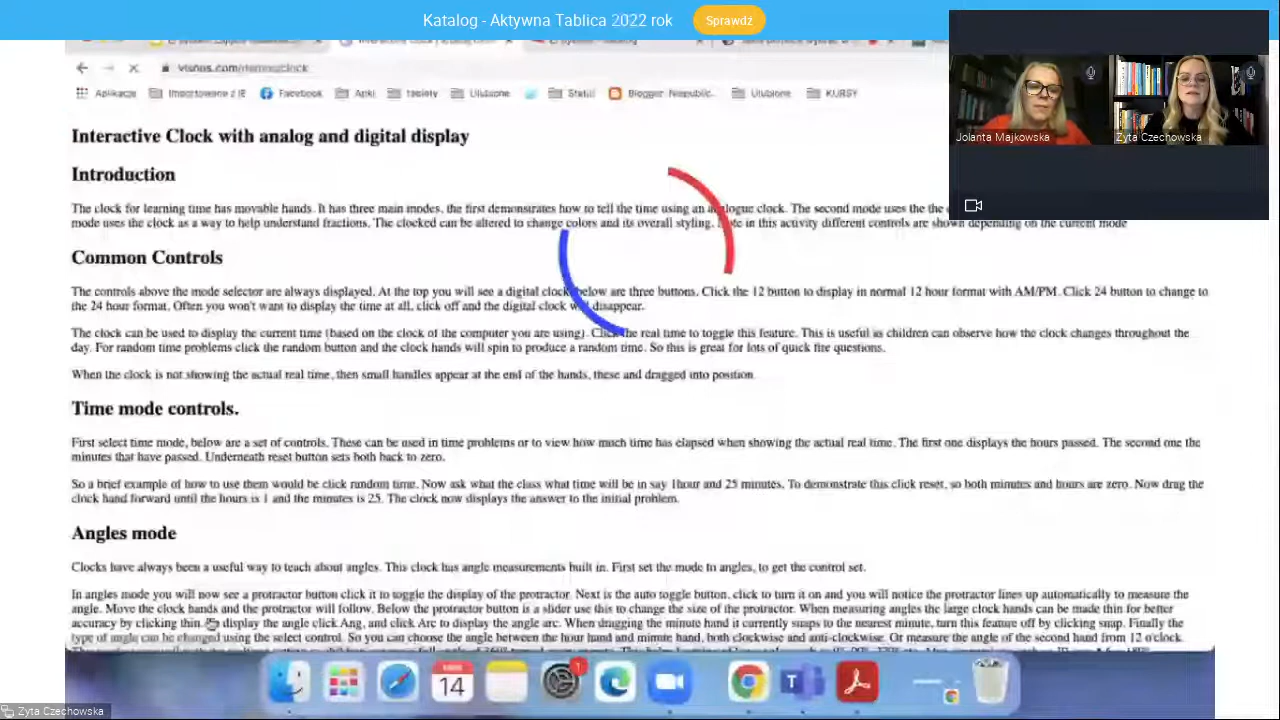 Katalog - Aktywna Tablica 2022 rok
Sprawdź
visnos.com/demos/clock
Aplikacje
Importowane z IE
Facebook
Apki
tablety
Ulubione
Blogger
Ulubione
KURSY
Jolanta Majkowska
Zyta Czechowska
Interactive Clock with analog and digital display
Introduction
The clock for learning time has movable hands. It has three main modes, the first demonstrates how to tell the time using an analogue clock. The second mode uses the the
mode uses the clock as a way to help understand fractions. The clocked can be altered to change colors and its overall styling. Note in this activity different controls are shown depending on the current mode
Common Controls
The controls above the mode selector are always displayed. At the top you will see a digital clock, below are three buttons. Click the 12 button to display in normal 12 hour format with AM/PM. Click 24 button to change to
the 24 hour format. Often you won't want to display the time at all, click off and the digital clock will disappear.
The clock can be used to display the current time (based on the clock of the computer you are using). Click the real time to toggle this feature. This is useful as children can observe how the clock changes throughout the
day. For random time problems click the random button and the clock hands will spin to produce a random time. So this is great for lots of quick fire questions.
When the clock is not showing the actual real time, then small handles appear at the end of the hands, these and dragged into position.
Time mode controls.
First select time mode, below are a set of controls. These can be used in time problems or to view how much time has elapsed when showing the actual real time. The first one displays the hours passed. The second one the
minutes that have passed. Underneath reset button sets both back to zero.
So a brief example of how to use them would be click random time. Now ask what the class what time will be in say 1hour and 25 minutes. To demonstrate this click reset, so both minutes and hours are zero. Now drag the
clock hand forward until the hours is 1 and the minutes is 25. The clock now displays the answer to the initial problem.
Angles mode
Clocks have always been a useful way to teach about angles. This clock has angle measurements built in. First set the mode to angles, to get the control set.
In angles mode you will now see a protractor button click it to toggle the display of the protractor. Next is the auto toggle button, click to turn it on and you will notice the protractor lines up automatically to measure the
angle. Move the clock hands and the protractor will follow. Below the protractor button is a slider use this to change the size of the protractor. When measuring angles the large clock hands can be made thin for better
accuracy by clicking thin. To display the angle click Ang, and click Arc to display the angle arc. When dragging the minute hand it currently snaps to the nearest minute, turn this feature off by clicking snap. Finally the
type of angle can be changed using the select control. So you can choose the angle between the hour hand and minute hand, both clockwise and anti-clockwise. Or measure the angle of the second hand from 12 o'clock.
14
1
Zyta Czechowska